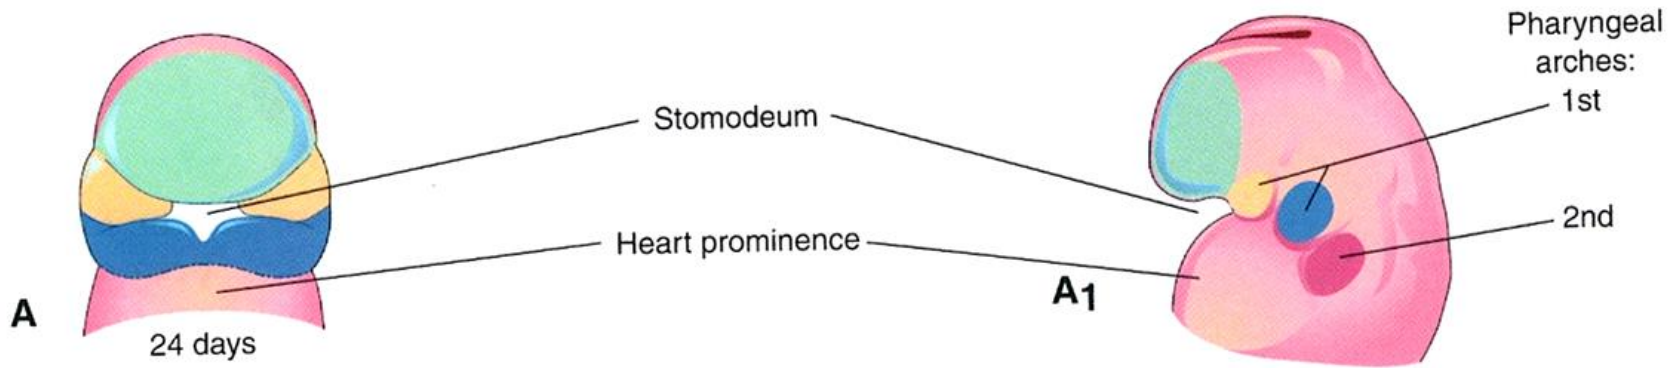 Stomodeum
Heart prominence
A
24 days
Pharyngeal
arches:
1st
2nd
A1